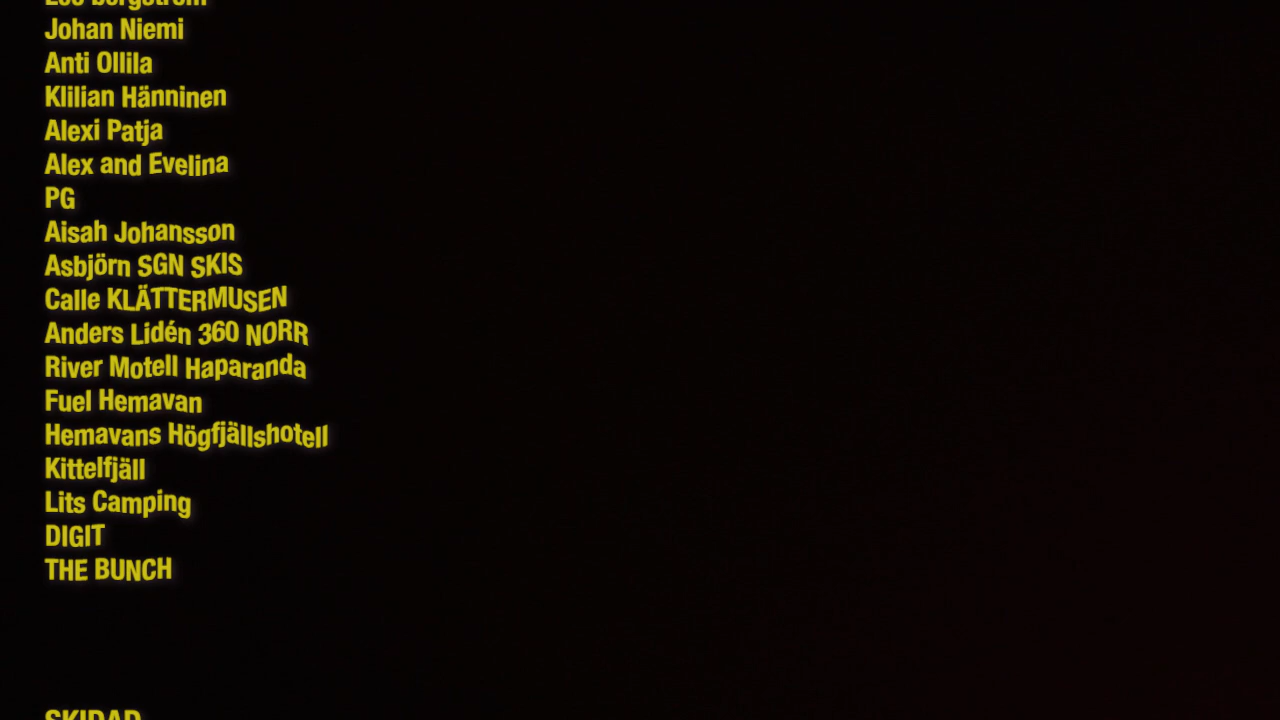 Johan Niemi
Anti Ollila
Klilian Hänninen
Alexi Patja
Alex and Evelina
PG
Aisah Johansson
Asbjörn SGN SKIS
Calle KLÄTTERMUSEN
Anders Lidén 360 NORR
River Motell Haparanda
Fuel Hemavan
Hemavans Högfjällshotell
Kittelfjäll
Lits Camping
DIGIT
THE BUNCH